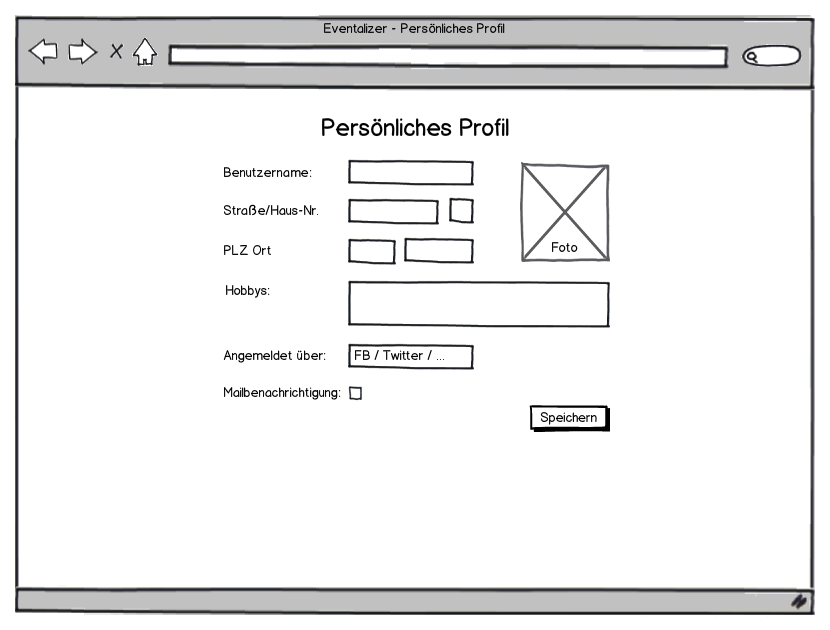 Eventalizer - Persönliches Profil
Persönliches Profil
Benutzername:
Straße/Haus-Nr.
PLZ Ort
Foto
Hobbys:
Angemeldet über: FB / Twitter / ...
Mailbenachrichtigung:
Speichern